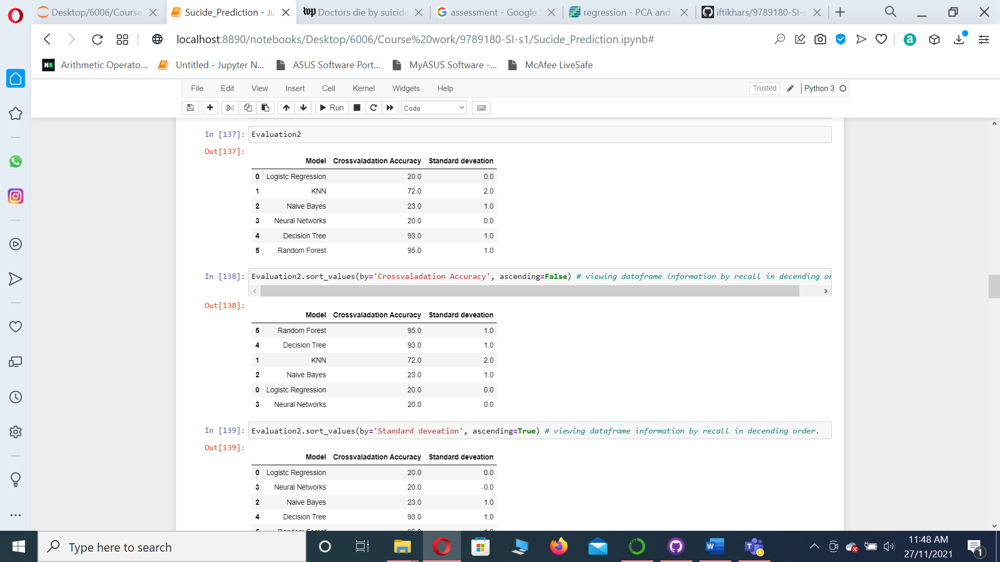 Desktop/6006/Course
Sucide_Prediction - Ju
wp Doctors die by suicide
assessment - Google S
regression - PCA and
iftikhars/9789180-SI-s
localhost:8890/notebooks/Desktop/6006/Course%20work/9789180-SI-s1/Sucide_Prediction.ipynb#
a
Arithmetic Operato...
Untitled - Jupyter N...
ASUS Software Port...
MyASUS Software -...
McAfee LiveSafe
File Edit View Insert Cell Kernel Widgets Help
Trusted
Python 3
Run
Code
In [137]: Evaluation2
Out[137]:
Model Crossvaladation Accuracy Standard deveation
0 Logistc Regression 20.0 0.0
1 KNN 72.0 2.0
2 Naive Bayes 23.0 1.0
3 Neural Networks 20.0 0.0
4 Decision Tree 93.0 1.0
5 Random Forest 95.0 1.0
In [138]: Evaluation2.sort_values(by='Crossvaladation Accuracy', ascending=False) # viewing dataframe information by recall in decending or
Out[138]:
Model Crossvaladation Accuracy Standard deveation
5 Random Forest 95.0 1.0
4 Decision Tree 93.0 1.0
1 KNN 72.0 2.0
2 Naive Bayes 23.0 1.0
0 Logistc Regression 20.0 0.0
3 Neural Networks 20.0 0.0
In [139]: Evaluation2.sort_values(by='Standard deveation', ascending=True) # viewing dataframe information by recall in decending order.
Out[139]:
Model Crossvaladation Accuracy Standard deveation
0 Logistc Regression 20.0 0.0
3 Neural Networks 20.0 0.0
2 Naive Bayes 23.0 1.0
4 Decision Tree 93.0 1.0
Type here to search
11:48 AM
27/11/2021
1